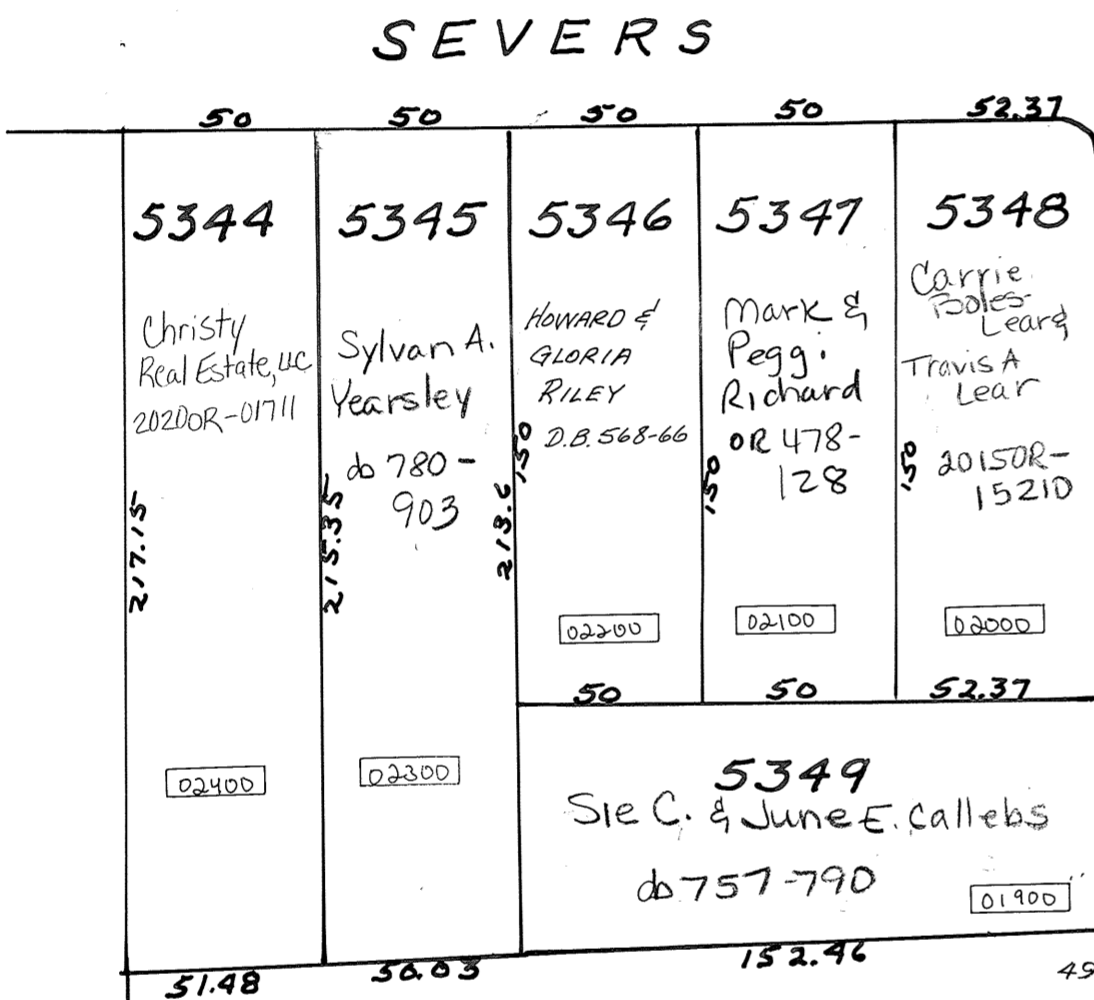 SEVERS
50
50
50
50
52.37
5344
Christy
Real Estate, LLC
2020OR-01711
217.15
02400
51.48
5345
Sylvan A.
Yearsley
db 780-
903
215.35
02300
50.03
5346
HOWARD &
GLORIA
RILEY
D.B. 568-66
150
213.6
02200
50
5347
Mark &
Peggi
Richard
OR 478-
128
150
02100
50
5348
Carrie
Boles-
Lear &
Travis A
Lear
2015OR-
15210
150
02000
52.37
5349
Sie C. & June E. Callebs
db 757-790
01900
152.46
49